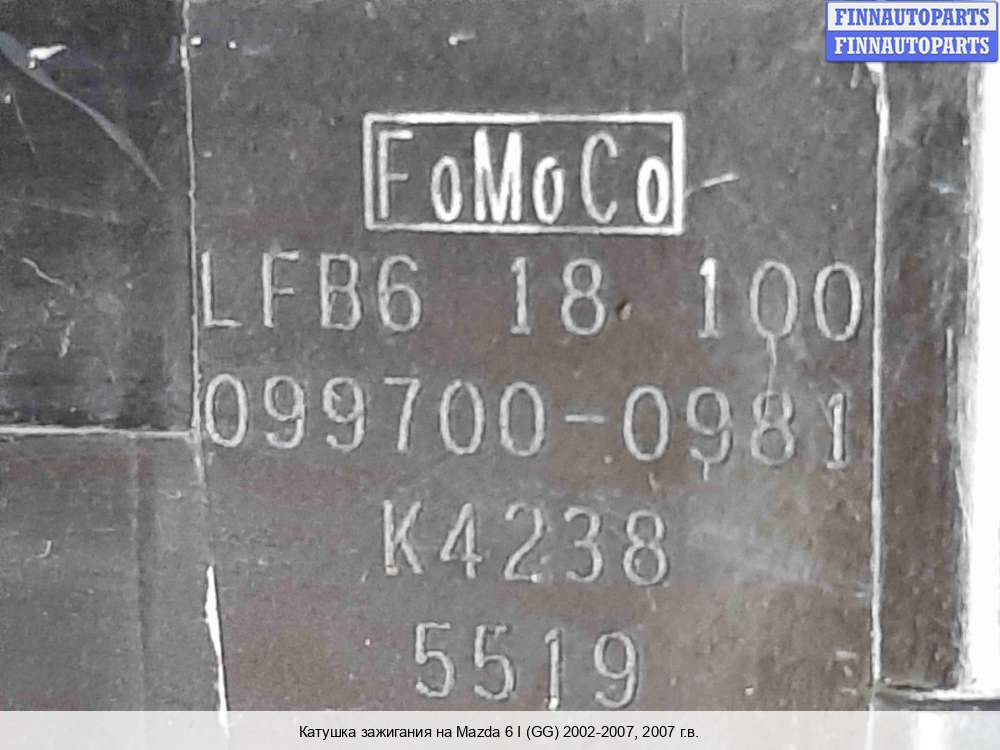 FINNAUTOPARTS
FINNAUTOPARTS
FoMoCo
LFB6 18 100
099700-0981
K4238
5519
Катушка зажигания на Mazda 6 I (GG) 2002-2007, 2007 г.в.